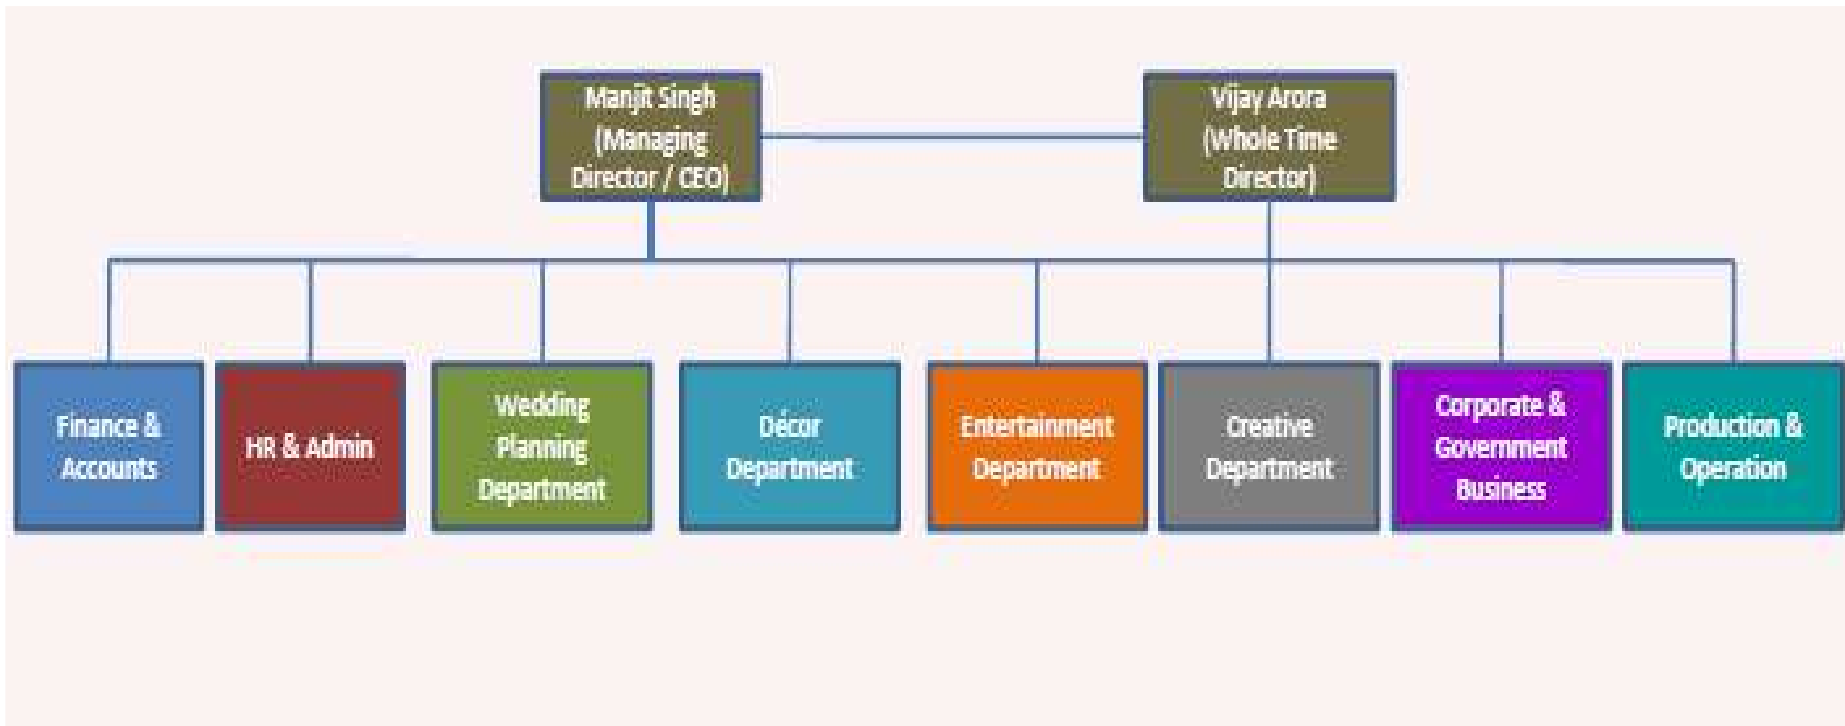 Manjit Singh
(Managing
Director / CEO)
Vijay Arora
(Whole Time
Director)
Finance &
Accounts
HR & Admin
Wedding
Planning
Department
Décor
Department
Entertainment
Department
Creative
Department
Corporate &
Government
Business
Production &
Operation